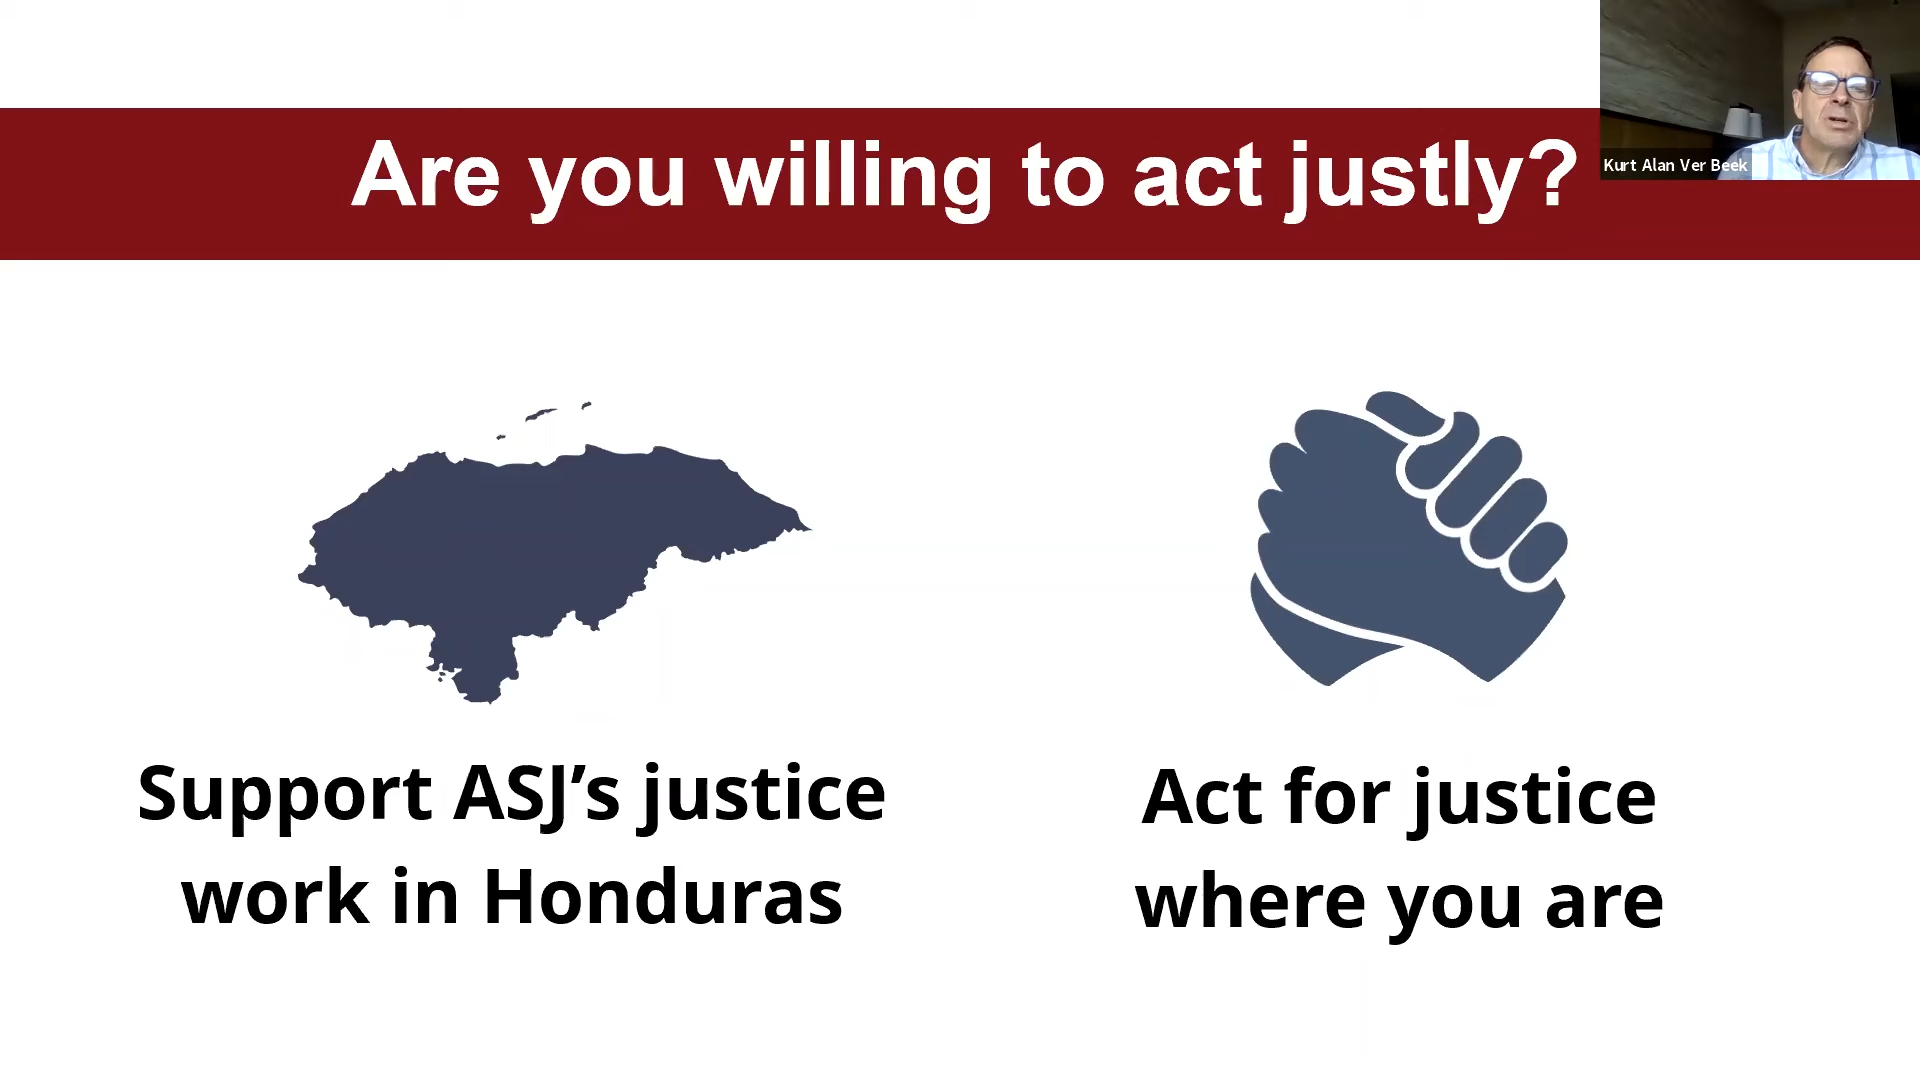 Are you willing to act justly?
Kurt Alan Ver Beek
Support ASJ’s justice
work in Honduras
Act for justice
where you are